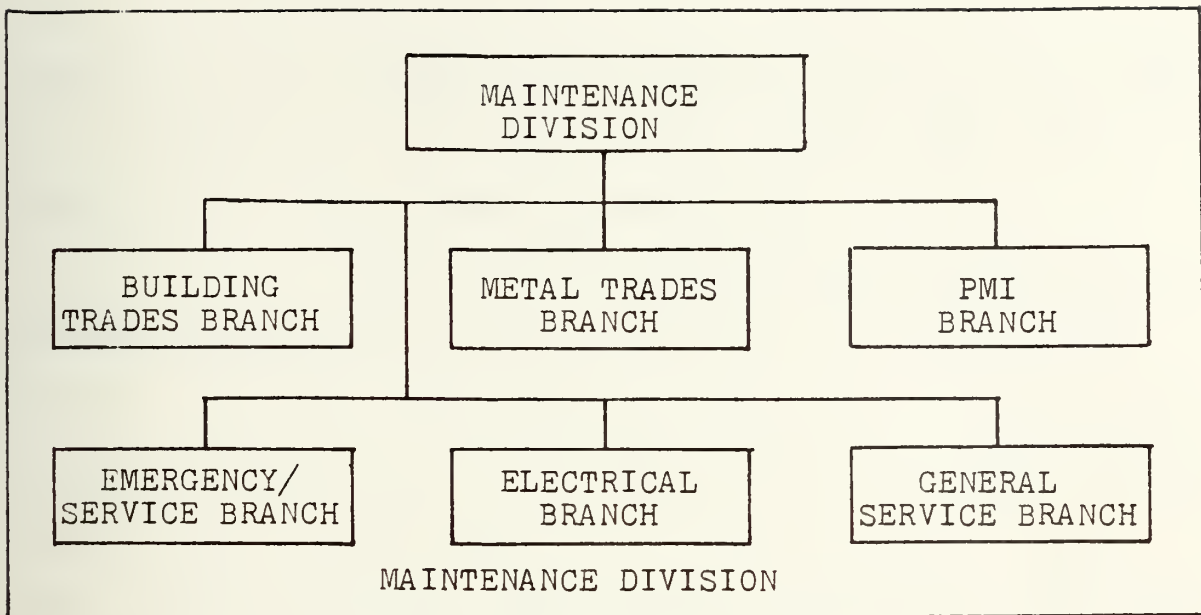 MAINTENANCE
DIVISION
BUILDING
TRADES BRANCH
METAL TRADES
BRANCH
PMI
BRANCH
EMERGENCY/
SERVICE BRANCH
ELECTRICAL
BRANCH
GENERAL
SERVICE BRANCH
MAINTENANCE DIVISION